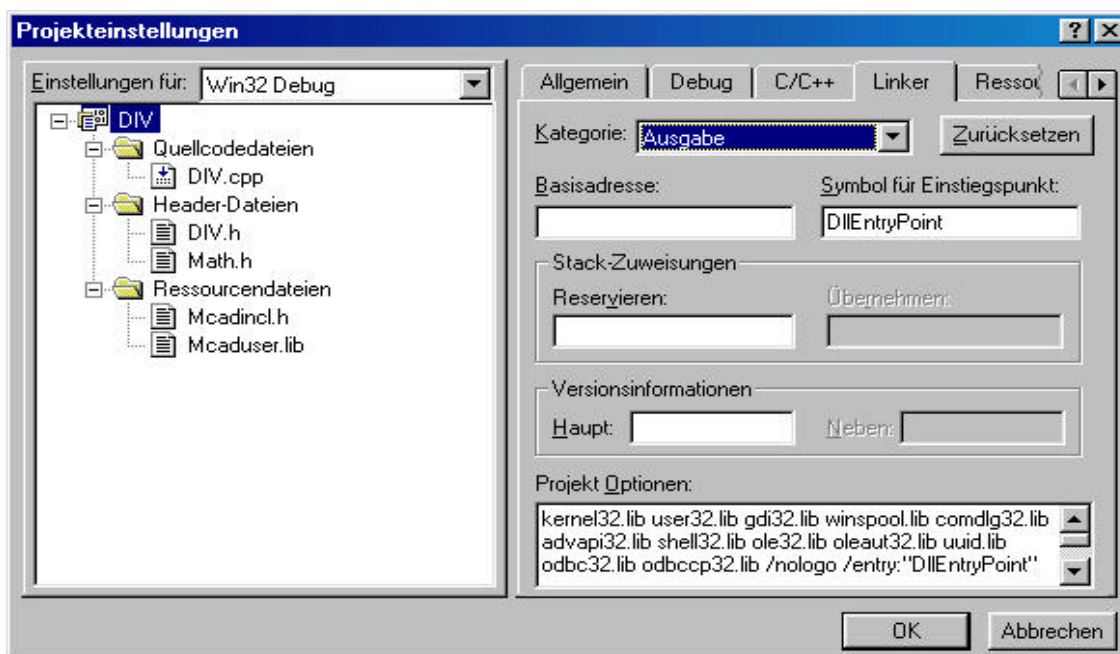 Projekteinstellungen
Einstellungen für: Win32 Debug
DIV
Quellcodedateien
DIV.cpp
Header-Dateien
DIV.h
Math.h
Ressourcendateien
Mcadincl.h
Mcaduser.lib
Allgemein Debug C/C++ Linker Ressou
Kategorie: Ausgabe Zurücksetzen
Basisadresse: Symbol für Einstiegspunkt:
DllEntryPoint
Stack-Zuweisungen
Reservieren: Übernehmen:
Versionsinformationen
Haupt: Neben:
Projekt Optionen:
kernel32.lib user32.lib gdi32.lib winspool.lib comdlg32.lib
advapi32.lib shell32.lib ole32.lib oleaut32.lib uuid.lib
odbc32.lib odbccp32.lib /nologo /entry:"DllEntryPoint"
OK Abbrechen